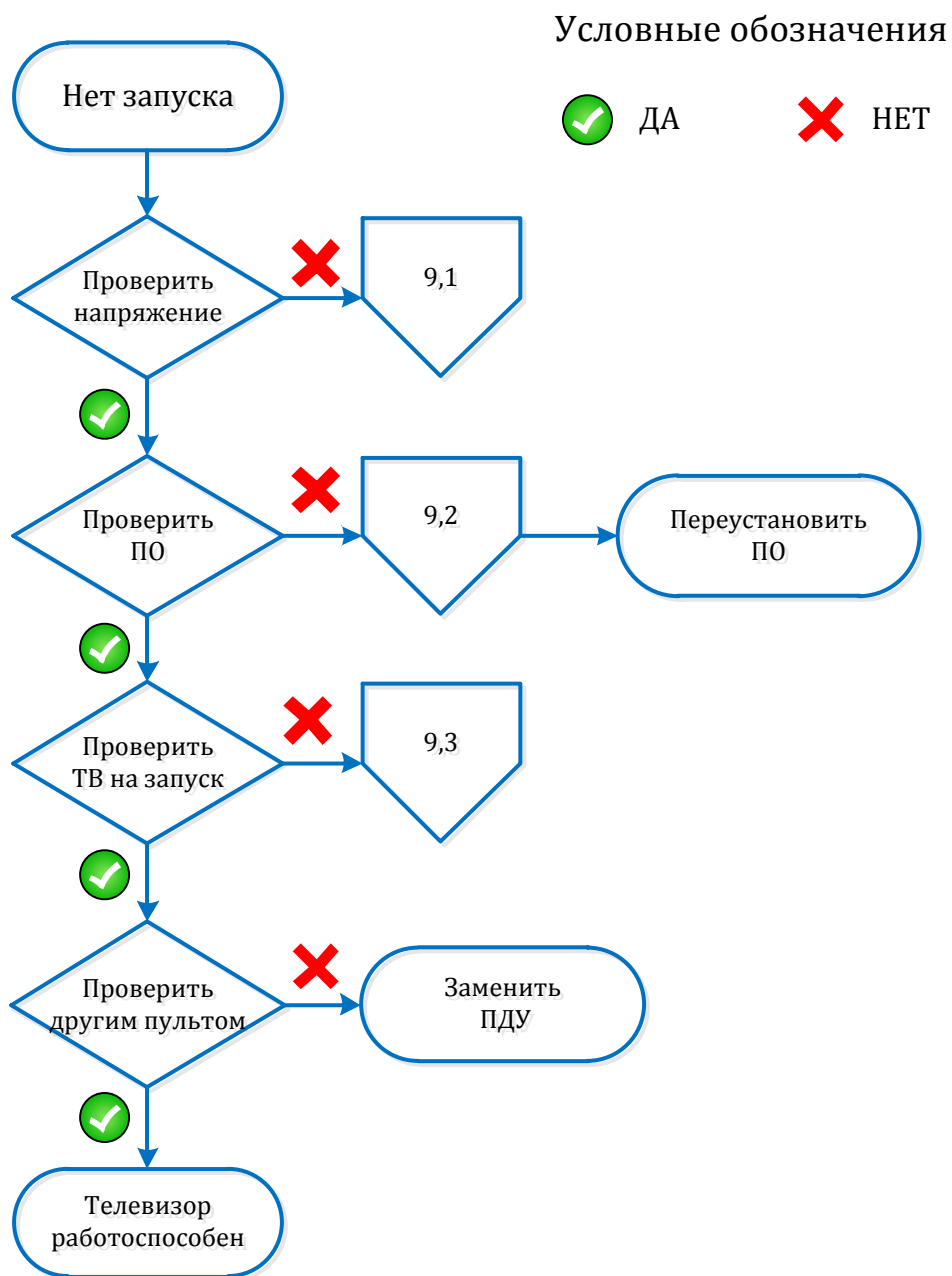 Условные обозначения
ДА
НЕТ
Нет запуска
Проверить
напряжение
9,1
Проверить
ПО
9,2
Переустановить
ПО
Проверить
ТВ на запуск
9,3
Проверить
другим пультом
Заменить
ПДУ
Телевизор
работоспособен